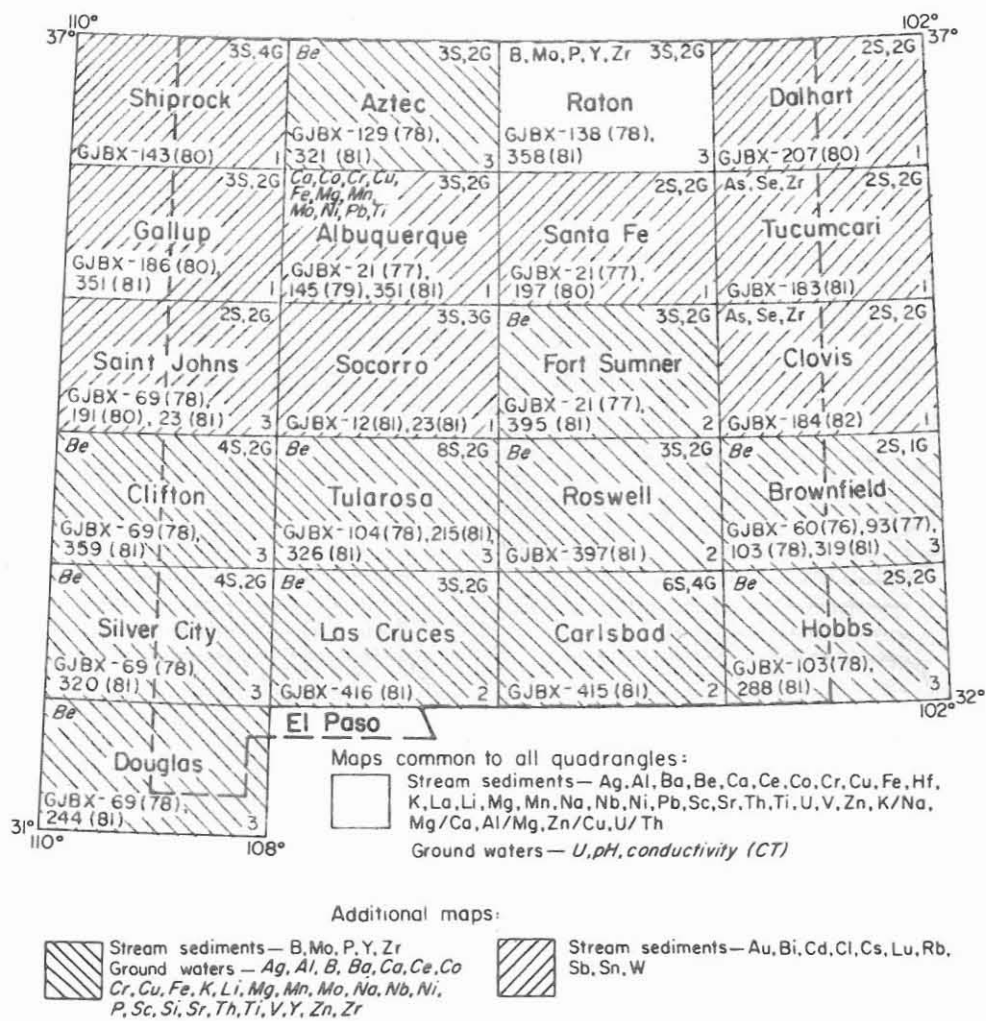 110°
102°
37°
37°
3S,4G
Shiprock
GJBX-143(80)
1
Be
3S,2G
Aztec
GJBX-129(78),
321(81)
3
B,Mo,P,Y,Zr
3S,2G
Raton
GJBX-138(78),
358(81)
3
2S,2G
Dalhart
GJBX-207(80)
1
3S,2G
Gallup
GJBX-186(80),
351(81)
1
Ca,Co,Cr,Cu,
Fe,Mg,Mn,
Mo,Ni,Pb,Ti
3S,2G
Albuquerque
GJBX-21(77),
145(79),351(81)
1
2S,2G
Santa Fe
GJBX-21(77),
197(80)
1
As,Se,Zr
2S,2G
Tucumcari
GJBX-183(81)
1
2S,2G
Saint Johns
GJBX-69(78),
191(80),23(81)
3
3S,3G
Socorro
GJBX-12(81),23(81)
1
Be
3S,2G
Fort Sumner
GJBX-21(77),
395(81)
2
As,Se,Zr
2S,2G
Clovis
GJBX-184(82)
1
Be
4S,2G
Clifton
GJBX-69(78),
359(81)
3
Be
8S,2G
Tularosa
GJBX-104(78),215(81),
326(81)
3
Be
3S,2G
Roswell
GJBX-397(81)
2
Be
2S,1G
Brownfield
GJBX-60(76),93(77),
103(78),319(81)
3
Be
4S,2G
Silver City
GJBX-69(78)
320(81)
3
Be
3S,2G
Las Cruces
GJBX-416(81)
2
6S,4G
Carlsbad
GJBX-415(81)
2
Be
2S,2G
Hobbs
GJBX-103(78),
288(81)
3
32°
102°
Be
Douglas
GJBX-69(78),
244(81)
3
El Paso
31°
110°
108°
Maps common to all quadrangles:
Stream sediments— Ag,Al,Ba,Be,Ca,Ce,Co,Cr,Cu,Fe,Hf,
K,La,Li,Mg,Mn,Na,Nb,Ni,Pb,Sc,Sr,Th,Ti,U,V,Zn,K/Na,
Mg/Ca,Al/Mg,Zn/Cu,U/Th
Ground waters— U,pH,conductivity (CT)
Additional maps:
Stream sediments— B,Mo,P,Y,Zr
Ground waters — Ag, Al, B, Ba,Ca,Ce,Co
Cr,Cu,Fe,K,Li,Mg,Mn,Mo,Na,Nb,Ni,
P,Sc,Si,Sr,Th,Ti,V,Y,Zn,Zr
Stream sediments— Au,Bi,Cd,Cl,Cs,Lu,Rb,
Sb,Sn,W